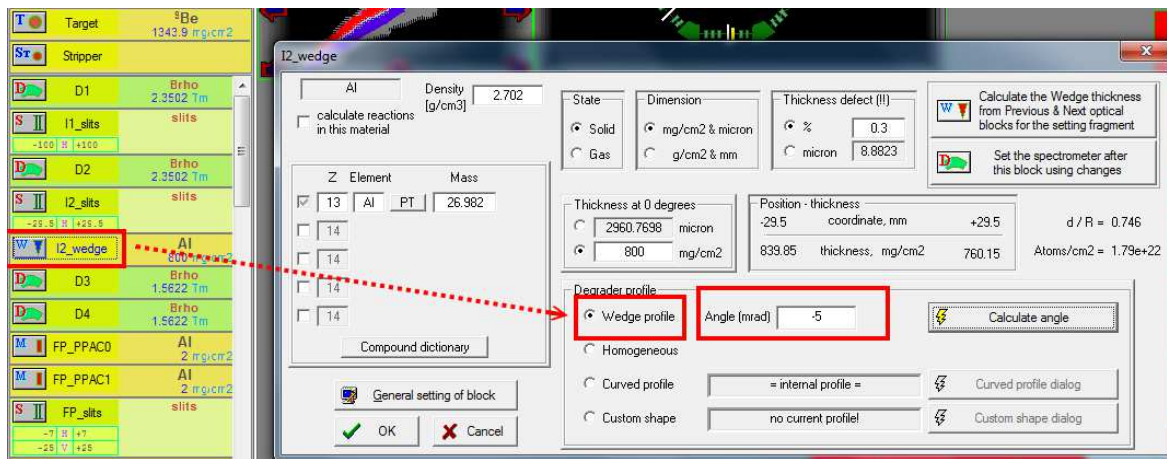 T Target 9Be
1343.9 mg/cm2
ST Stripper
D D1 Brho
2.3502 Tm
S I1_slits slits
-100 H +100
D D2 Brho
2.3502 Tm
S I2_slits slits
-29.5 H +29.5
W I2_wedge Al
800 mg/cm2
D D3 Brho
1.5622 Tm
D D4 Brho
1.5622 Tm
M FP_PPAC0 Al
2 mg/cm2
M FP_PPAC1 Al
2 mg/cm2
S FP_slits slits
-7 H +7
-25 V +25
I2_wedge
Al
Density [g/cm3] 2.702
calculate reactions
in this material
Z Element Mass
13 Al PT 26.982
14
14
14
14
Compound dictionary
General setting of block
OK Cancel
State
Solid
Gas
Dimension
mg/cm2 & micron
g/cm2 & mm
Thickness defect (!!)
% 0.3
micron 8.8823
W Calculate the Wedge thickness
from Previous & Next optical
blocks for the setting fragment
D Set the spectrometer after
this block using changes
Thickness at 0 degrees
2960.7698 micron
800 mg/cm2
Position - thickness
-29.5 coordinate, mm +29.5
839.85 thickness, mg/cm2 760.15
d / R = 0.746
Atoms/cm2 = 1.79e+22
Degrader profile
Wedge profile Angle (mrad) -5 Calculate angle
Homogeneous
Curved profile = internal profile = Curved profile dialog
Custom shape no current profile! Custom shape dialog